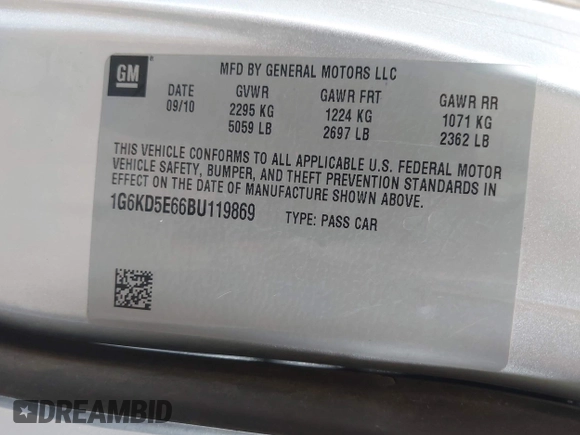 GM
MFD BY GENERAL MOTORS LLC
DATE GVWR GAWR FRT GAWR RR
09/10 2295 KG 1224 KG 1071 KG
5059 LB 2697 LB 2362 LB
THIS VEHICLE CONFORMS TO ALL APPLICABLE U.S. FEDERAL MOTOR
VEHICLE SAFETY, BUMPER, AND THEFT PREVENTION STANDARDS IN
EFFECT ON THE DATE OF MANUFACTURE SHOWN ABOVE.
1G6KD5E66BU119869 TYPE: PASS CAR
DREAMBID